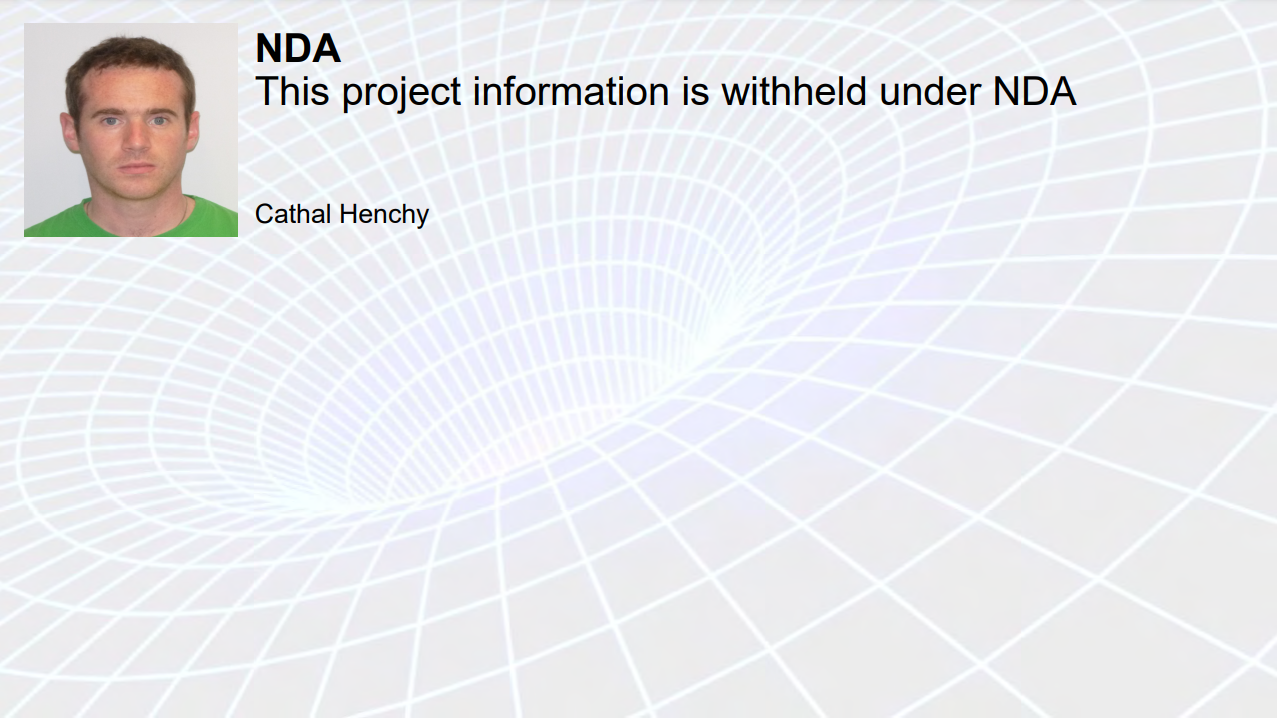 NDA
This project information is withheld under NDA
Cathal Henchy